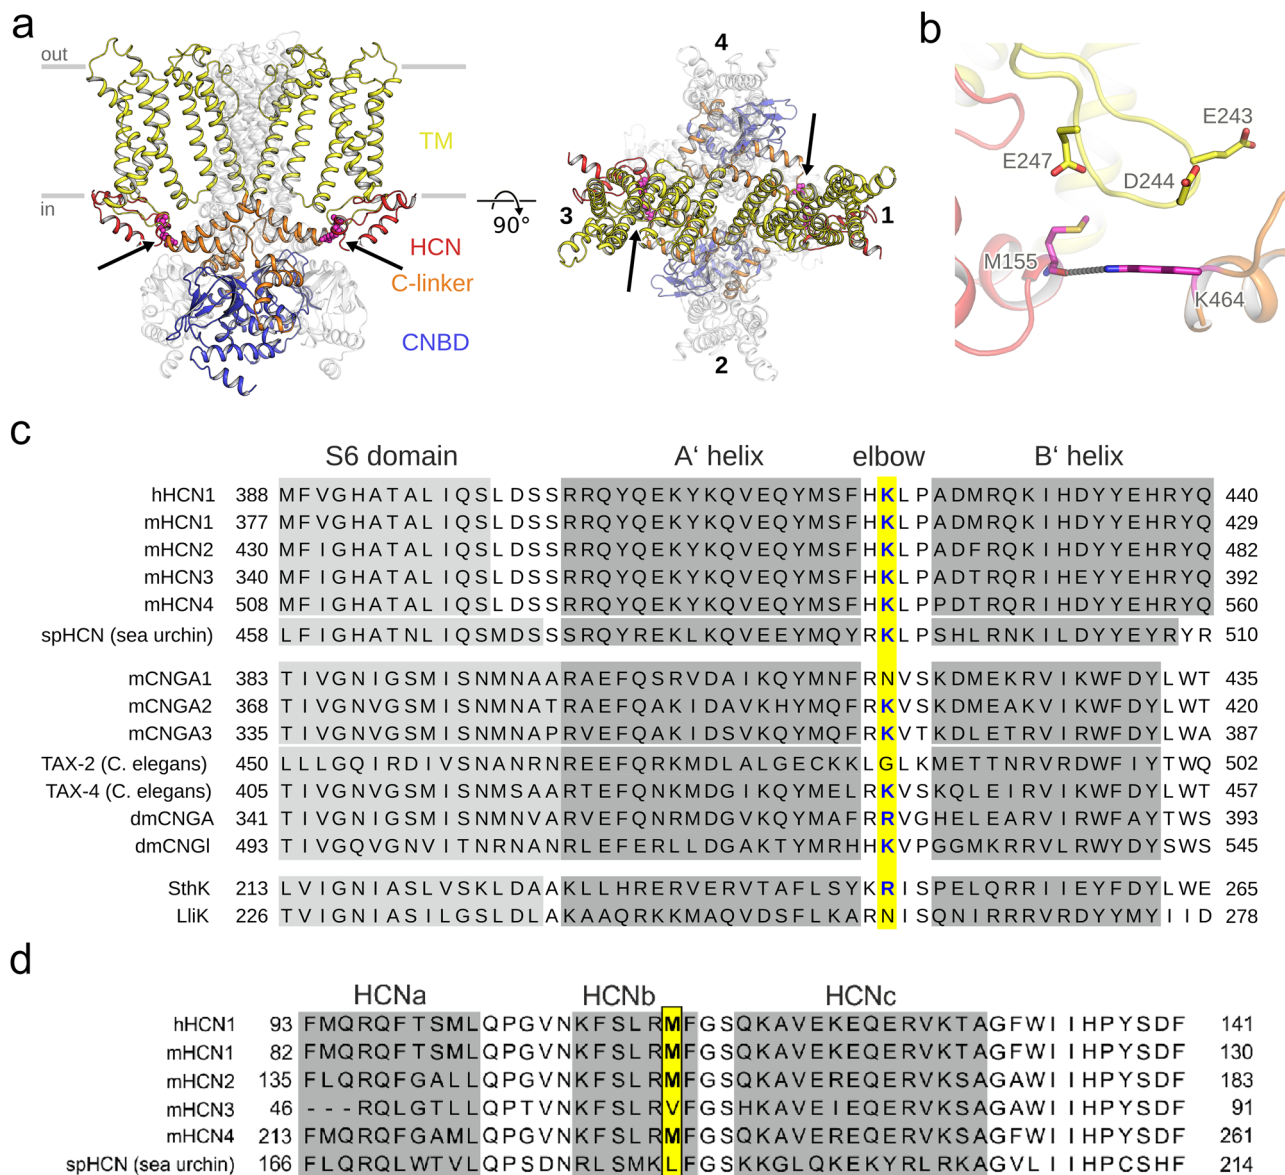 a
out
in
TM
HCN
C-linker
CNBD
90°
4
3
1
2
b
E243
E247
D244
M155
K464
c
S6 domain A‘ helix elbow B‘ helix
hHCN1 388 MFVGHATALIQSLDSSRRQYQEKYKQVEQYMSFHKLPADMRQKIHDYYEHRYQ 440
mHCN1 377 MFVGHATALIQSLDSSRRQYQEKYKQVEQYMSFHKLPADMRQKIHDYYEHRYQ 429
mHCN2 430 MFIGHATALIQSLDSSRRQYQEKYKQVEQYMSFHKLPADFRQKIHDYYEHRYQ 482
mHCN3 340 MFIGHATALIQSLDSSRRQYQEKYKQVEQYMSFHKLPADTRQRIHEYYEHRYQ 392
mHCN4 508 MFIGHATALIQSLDSSRRQYQEKYKQVEQYMSFHKLPPDTRQRIHDYYEHRYQ 560
spHCN (sea urchin) 458 LFIGHATNLIQSMDSSSRQYREKLKQVEEYMQYRKLPSHLRNKILDYYEYRYR 510
mCNGA1 383 TIVGNIGSMISNMNAARAEFQSRVDAIKQYMNFRNVSKDMEKRVIKWFDYLWT 435
mCNGA2 368 TIVGNVGSMISNMNATRAEFQAKIDAVKHYMQFRKVSKDMEAKVIKWFDYLWT 420
mCNGA3 335 TIVGNVGSMISNMNAPRVEFQAKIDSVKQYMQFRKVTKDLETRVIRWFDYLWA 387
TAX-2 (C. elegans) 450 LLLGQIRDIVSNANRNREEFQRKMDLALGECKKLGLKMETTNRVRDWFIYTWQ 502
TAX-4 (C. elegans) 405 TIVGNVGSMISNMSAARTEFQNKMDGIKQYMELRKVSKQLEIRVIKWFDYLWT 457
dmCNGA 341 TIVGNVGSMISNMNVARVEFQNRMDGVKQYMAFRRVGHELEARVIRWFAYTWS 393
dmCNGl 493 TIVGQVGNVITNRNANRLEFERLLDGAKTYMRHHKVPGGMKRRVLRWYDYSWS 545
SthK 213 LVIGNIASLVSKLDAAKLLHRERVERVTAFLSYKRISPELQRRIIEYFDYLWE 265
LliK 226 TVIGNIASILGSLDLAKAAQRKKMAQVDSFLKARNISQNIRRRVRDYYMYIID 278
d
HCNa HCNb HCNc
hHCN1 93 FMQRQFTSMLQPGVNKFSLRMFGSQKAVEKEQERVKTAGFWIIHPYSDF 141
mHCN1 82 FMQRQFTSMLQPGVNKFSLRMFGSQKAVEKEQERVKTAGFWIIHPYSDF 130
mHCN2 135 FLQRQFGALLQPGVNKFSLRMFGSQKAVEREQERVKSAGAWIIHPYSDF 183
mHCN3 46 ---RQLGTLLQPTVNKFSLRVFGSHKAVEIEQERVKSAGAWIIHPYSDF 91
mHCN4 213 FMQRQFGAMLQPGVNKFSLRMFGSQKAVEREQERVKSAGFWIIHPYSDF 261
spHCN (sea urchin) 166 FLQRQLWTVLQPSDNRLSMKLFGSKKGLQKEKYRLRKAGVLIIHPCSHF 214